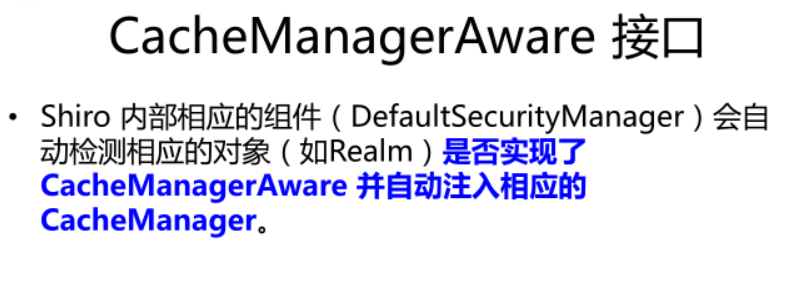 CacheManagerAware 接口
• Shiro 内部相应的组件（DefaultSecurityManager）会自
动检测相应的对象（如Realm）是否实现了
CacheManagerAware 并自动注入相应的
CacheManager。